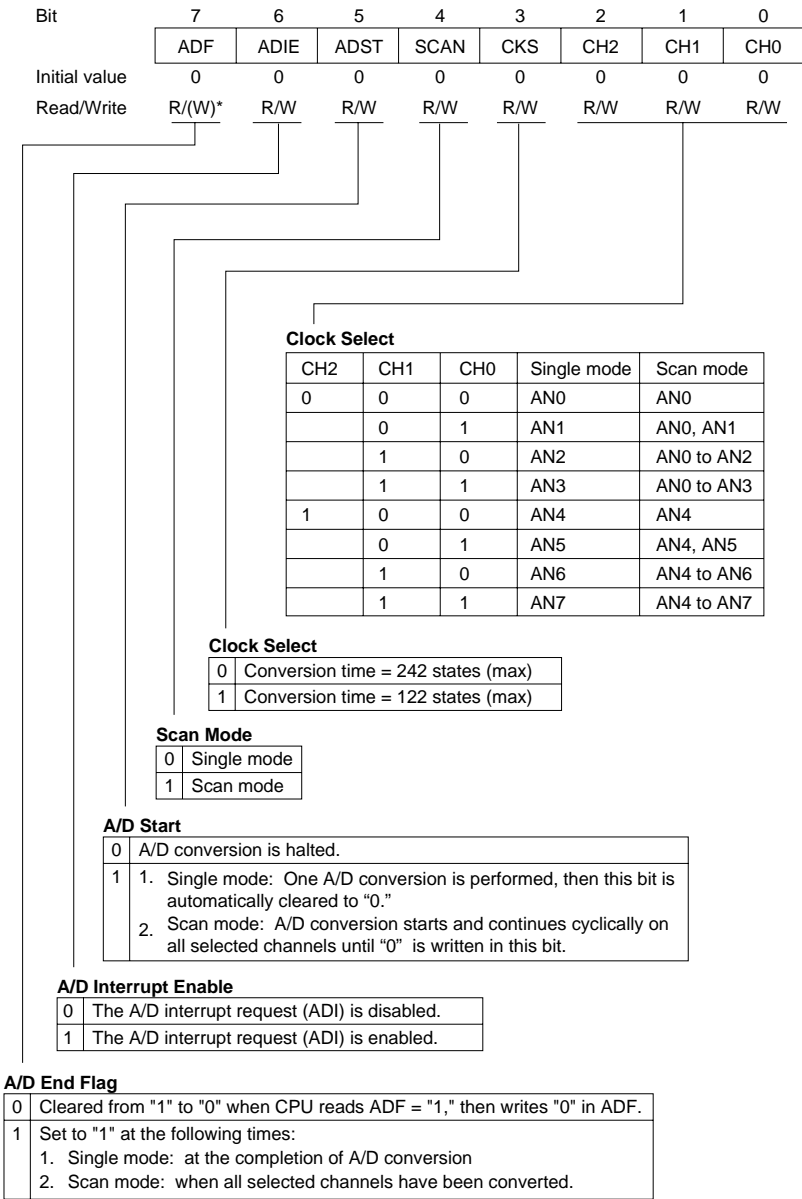 Bit 7 6 5 4 3 2 1 0
ADF ADIE ADST SCAN CKS CH2 CH1 CH0
Initial value 0 0 0 0 0 0 0 0
Read/Write R/(W)* R/W R/W R/W R/W R/W R/W R/W
Clock Select
CH2 CH1 CH0 Single mode Scan mode
0 0 0 AN0 AN0
0 1 AN1 AN0, AN1
1 0 AN2 AN0 to AN2
1 1 AN3 AN0 to AN3
1 0 0 AN4 AN4
0 1 AN5 AN4, AN5
1 0 AN6 AN4 to AN6
1 1 AN7 AN4 to AN7
Clock Select
0 Conversion time = 242 states (max)
1 Conversion time = 122 states (max)
Scan Mode
0 Single mode
1 Scan mode
A/D Start
0 A/D conversion is halted.
1 1. Single mode: One A/D conversion is performed, then this bit is
automatically cleared to “0.”
2. Scan mode: A/D conversion starts and continues cyclically on
all selected channels until “0” is written in this bit.
A/D Interrupt Enable
0 The A/D interrupt request (ADI) is disabled.
1 The A/D interrupt request (ADI) is enabled.
A/D End Flag
0 Cleared from "1" to "0" when CPU reads ADF = "1," then writes "0" in ADF.
1 Set to "1" at the following times:
1. Single mode: at the completion of A/D conversion
2. Scan mode: when all selected channels have been converted.